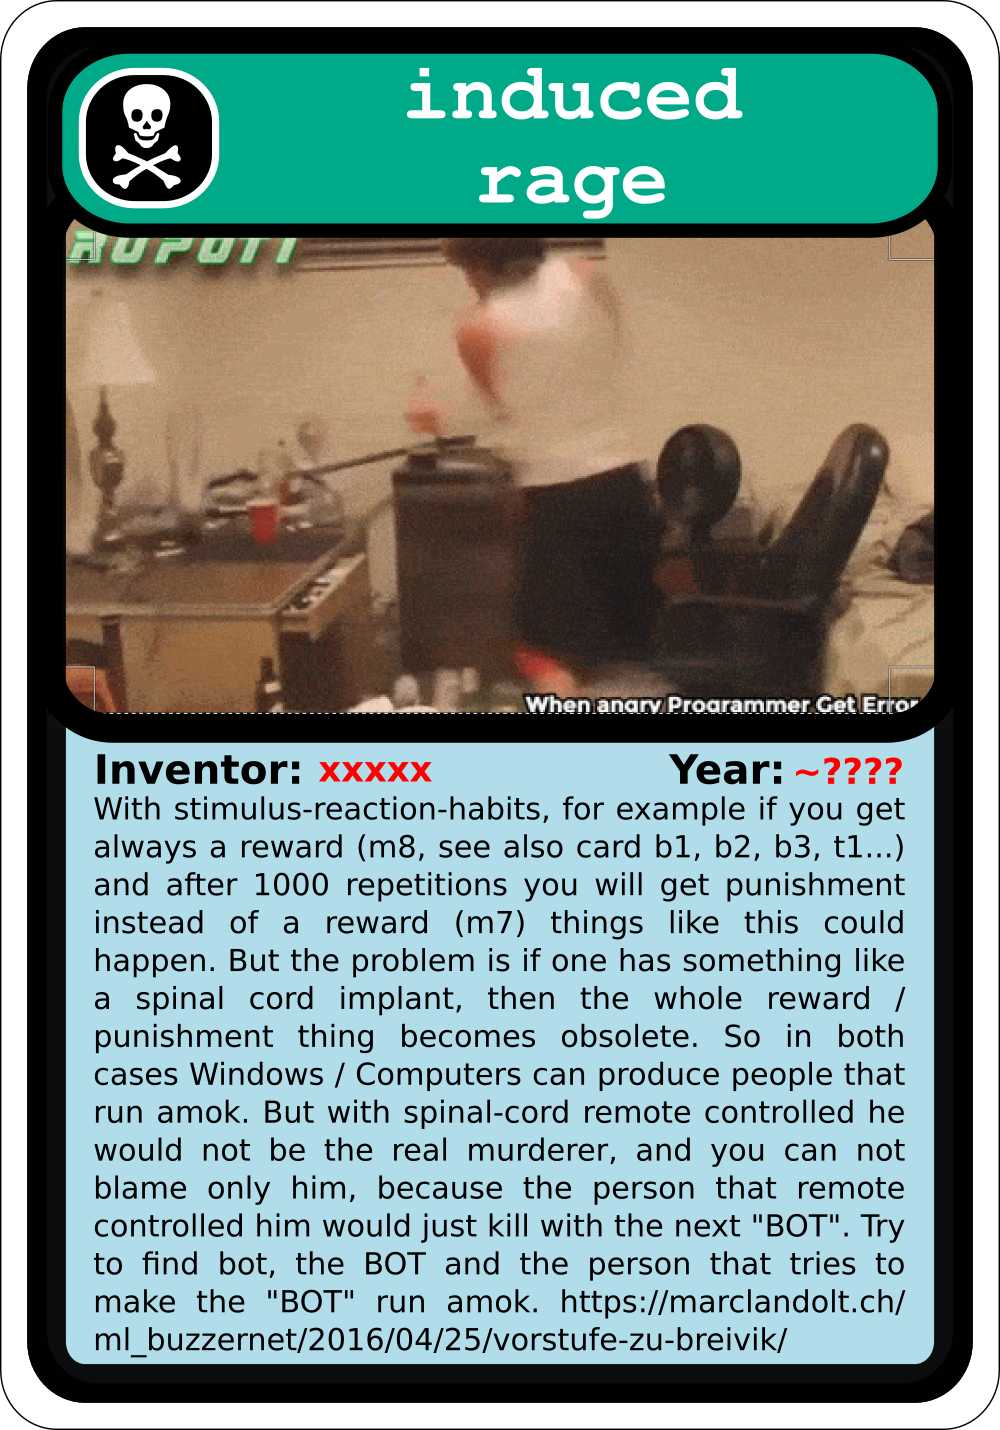 induced
rage
When angry Programmer Get Error
Inventor: xxxxx Year: ~????
With stimulus-reaction-habits, for example if you get
always a reward (m8, see also card b1, b2, b3, t1...)
and after 1000 repetitions you will get punishment
instead of a reward (m7) things like this could
happen. But the problem is if one has something like
a spinal cord implant, then the whole reward /
punishment thing becomes obsolete. So in both
cases Windows / Computers can produce people that
run amok. But with spinal-cord remote controlled he
would not be the real murderer, and you can not
blame only him, because the person that remote
controlled him would just kill with the next "BOT". Try
to find bot, the BOT and the person that tries to
make the "BOT" run amok. https://marclandolt.ch/
ml_buzzernet/2016/04/25/vorstufe-zu-breivik/